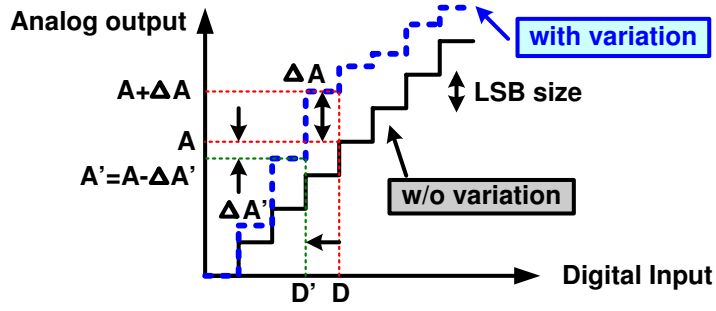 Analog output
with variation
ΔA
A+ΔA
LSB size
A
A'=A-ΔA'
w/o variation
ΔA'
Digital Input
D' D